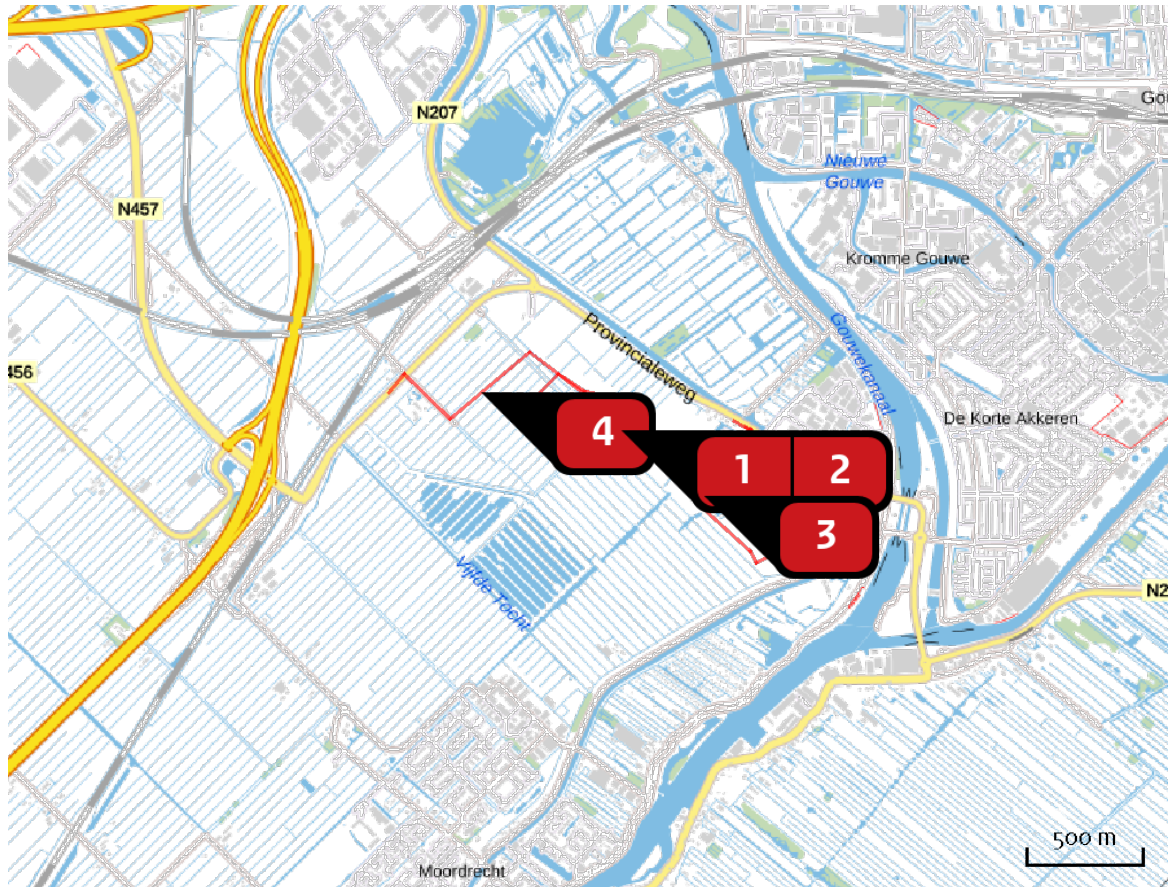 N207
Gou
Nieuwe
Gouwe
N457
Kromme Gouwe
Provincialeweg
Gouwekanaal
456
De Korte Akkeren
4
1
2
3
Vijfde Tocht
N2
500 m
Moordrecht